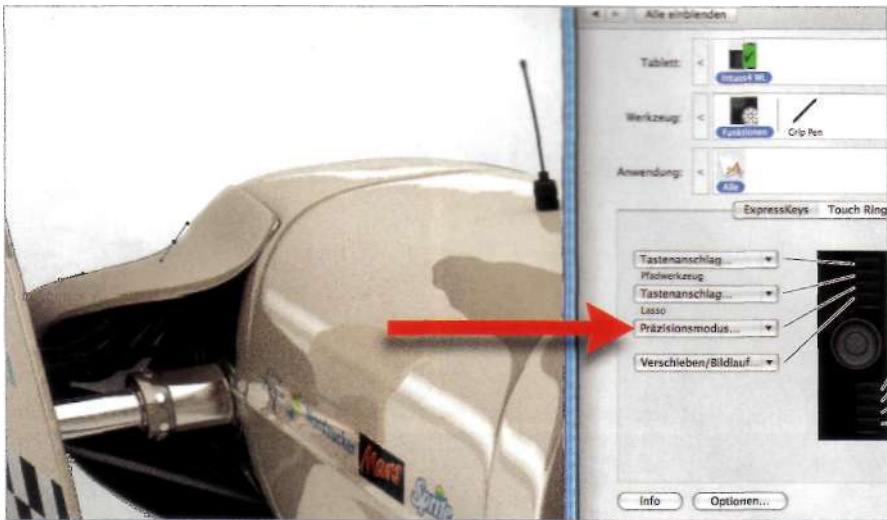 Alle einblenden
Tablett:
Intuos4 WL
Werkzeug:
Funktionen
Grip Pen
Anwendung:
Alle
ExpressKeys
Touch Ring
Tastenanschlag...
Pfadwerkzeug
Tastenanschlag...
Lasso
Präzisionsmodus...
Verschieben/Bildlauf...
Info
Optionen...
Mars